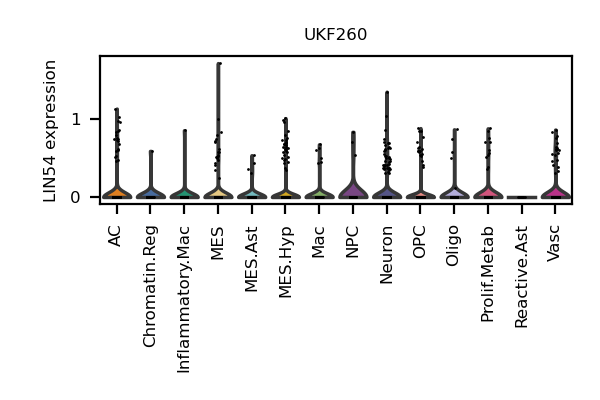 UKF260
LIN54 expression
1
0
AC
Chromatin.Reg
Inflammatory.Mac
MES
MES.Ast
MES.Hyp
Mac
NPC
Neuron
OPC
Oligo
Prolif.Metab
Reactive.Ast
Vasc